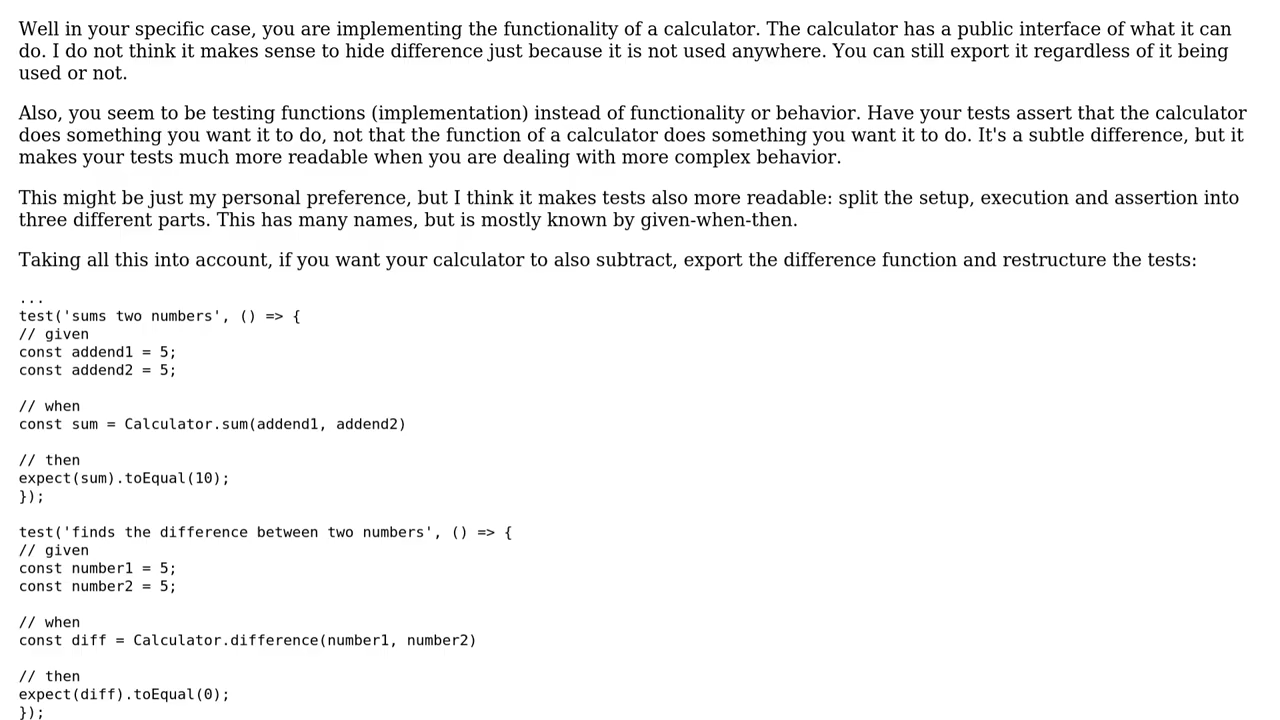 Well in your specific case, you are implementing the functionality of a calculator. The calculator has a public interface of what it can
do. I do not think it makes sense to hide difference just because it is not used anywhere. You can still export it regardless of it being
used or not.
Also, you seem to be testing functions (implementation) instead of functionality or behavior. Have your tests assert that the calculator
does something you want it to do, not that the function of a calculator does something you want it to do. It's a subtle difference, but it
makes your tests much more readable when you are dealing with more complex behavior.
This might be just my personal preference, but I think it makes tests also more readable: split the setup, execution and assertion into
three different parts. This has many names, but is mostly known by given-when-then.
Taking all this into account, if you want your calculator to also subtract, export the difference function and restructure the tests:
...
test('sums two numbers', () => {
// given
const addend1 = 5;
const addend2 = 5;
// when
const sum = Calculator.sum(addend1, addend2)
// then
expect(sum).toEqual(10);
});
test('finds the difference between two numbers', () => {
// given
const number1 = 5;
const number2 = 5;
// when
const diff = Calculator.difference(number1, number2)
// then
expect(diff).toEqual(0);
});